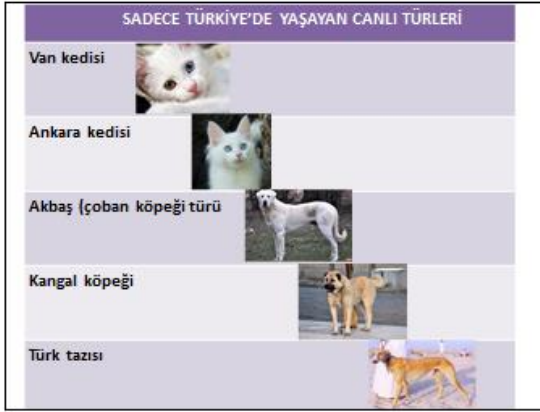 SADECE TÜRKİYE'DE YAŞAYAN CANLI TÜRLERİ
Van kedisi
Ankara kedisi
Akbaş (çoban köpeği türü
Kangal köpeği
Türk tazısı